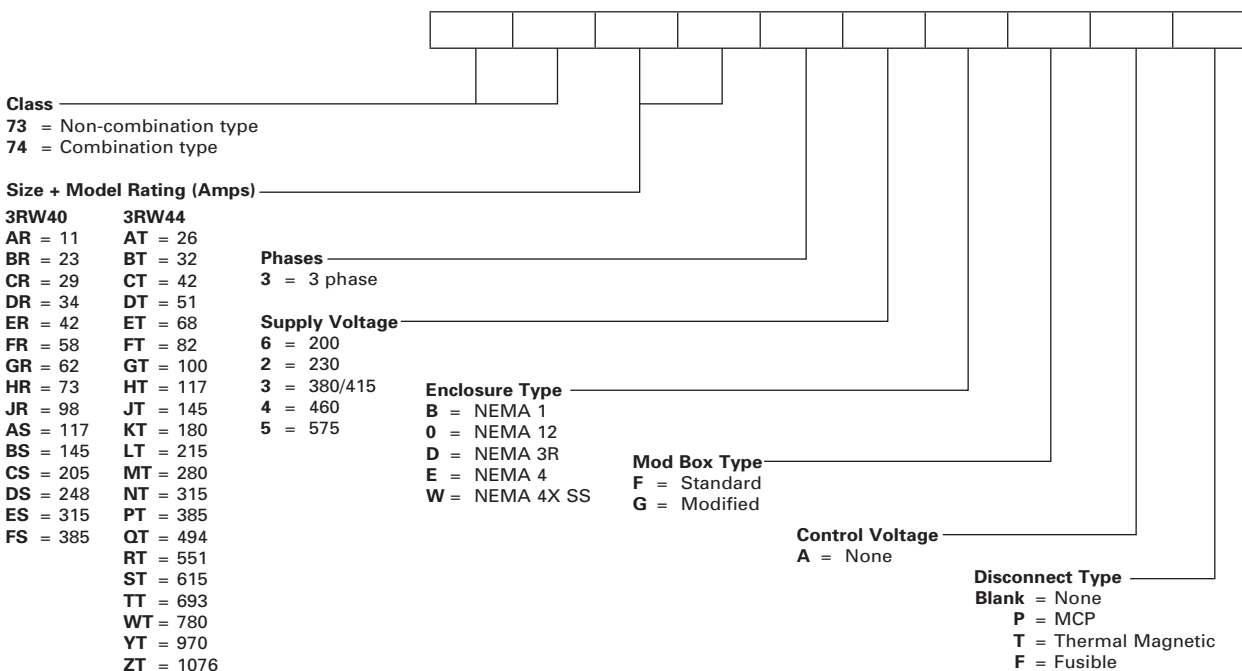 Class
73 = Non-combination type
74 = Combination type
Size + Model Rating (Amps)
3RW40 3RW44
AR = 11 AT = 26
BR = 23 BT = 32
CR = 29 CT = 42
DR = 34 DT = 51
ER = 42 ET = 68
FR = 58 FT = 82
GR = 62 GT = 100
HR = 73 HT = 117
JR = 98 JT = 145
AS = 117 KT = 180
BS = 145 LT = 215
CS = 205 MT = 280
DS = 248 NT = 315
ES = 315 PT = 385
FS = 385 QT = 494
RT = 551
ST = 615
TT = 693
WT = 780
YT = 970
ZT = 1076
Phases
3 = 3 phase
Supply Voltage
6 = 200
2 = 230
3 = 380/415
4 = 460
5 = 575
Enclosure Type
B = NEMA 1
0 = NEMA 12
D = NEMA 3R
E = NEMA 4
W = NEMA 4X SS
Mod Box Type
F = Standard
G = Modified
Control Voltage
A = None
Disconnect Type
Blank = None
P = MCP
T = Thermal Magnetic
F = Fusible